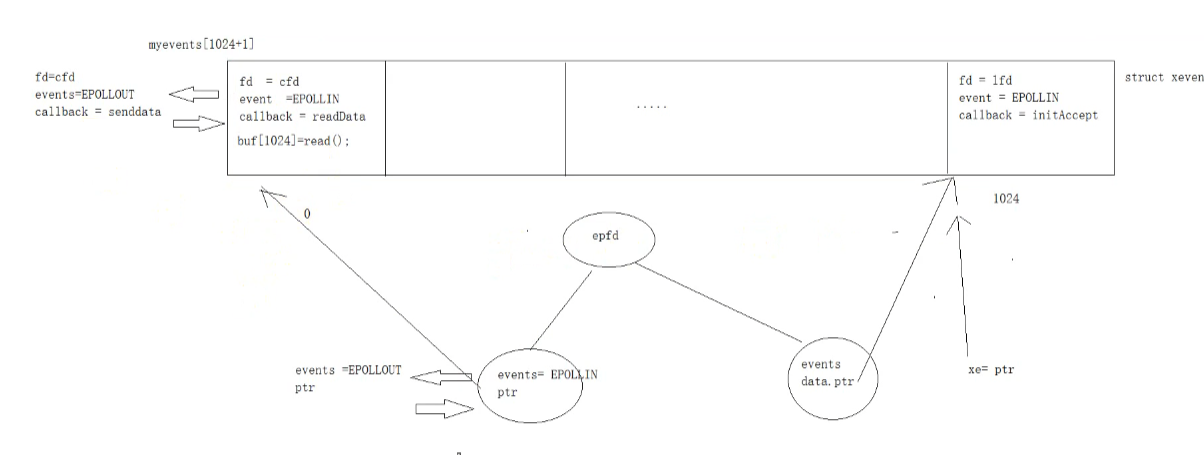 myevents[1024+1]
fd=cfd
events=EPOLLOUT
callback = senddata
fd = cfd
event =EPOLLIN
callback = readData
buf[1024]=read();
.....
fd = lfd
event = EPOLLIN
callback = initAccept
struct xeven
0
1024
epfd
events =EPOLLOUT
ptr
events= EPOLLIN
ptr
events
data.ptr
xe= ptr